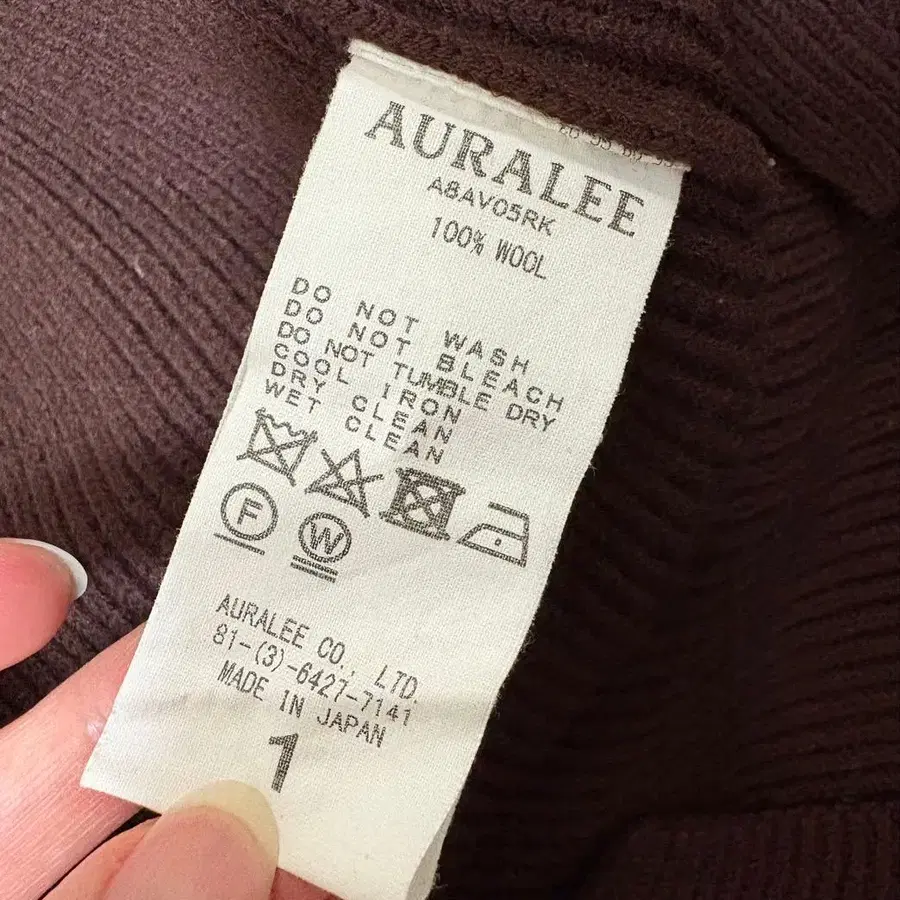 AURALEE
A8AV05RK
100% WOOL
DO NOT WASH
DO NOT BLEACH
DO NOT TUMBLE DRY
COOL IRON
DRY CLEAN
WET CLEAN
F
W
AURALEE CO., LTD.
81-(3)-6427-7141
MADE IN JAPAN
1